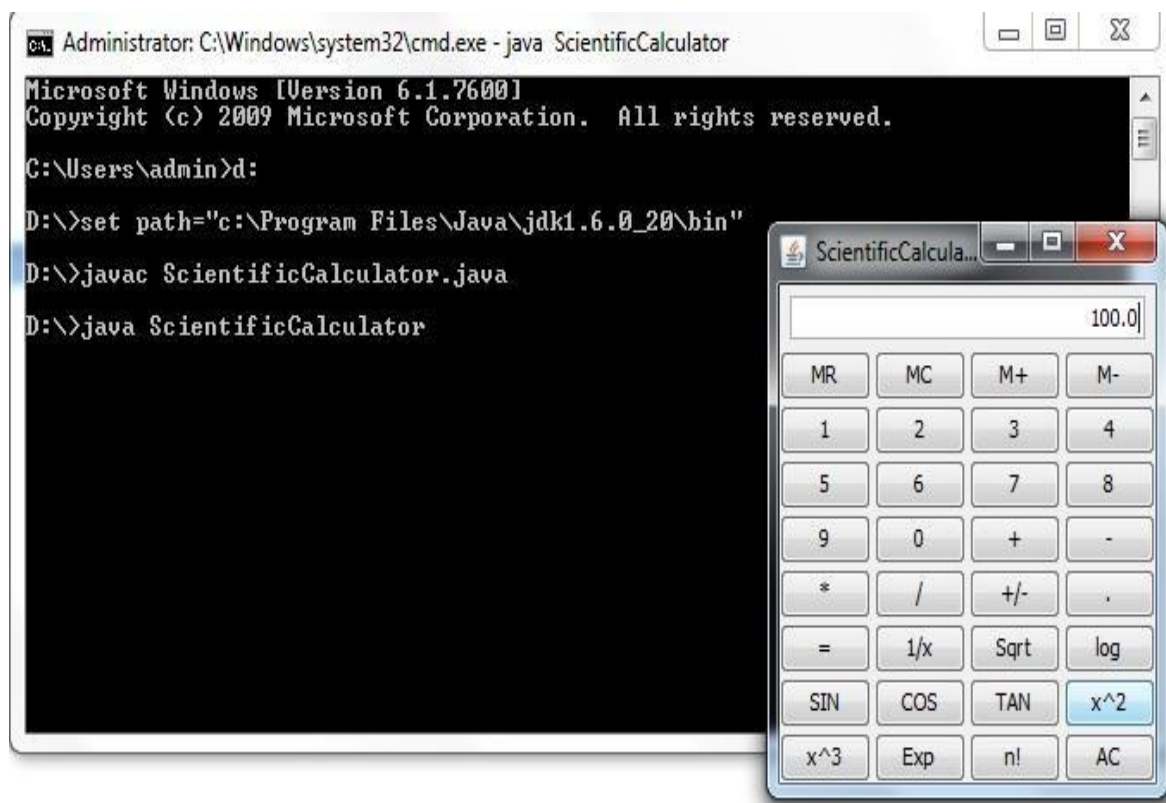 Administrator: C:\Windows\system32\cmd.exe - java  ScientificCalculator
Microsoft Windows [Version 6.1.7600]
Copyright (c) 2009 Microsoft Corporation.  All rights reserved.
C:\Users\admin>d:
D:\>set path="c:\Program Files\Java\jdk1.6.0_20\bin"
D:\>javac ScientificCalculator.java
D:\>java ScientificCalculator
ScientificCalcula...
100.0
MR MC M+ M-
1 2 3 4
5 6 7 8
9 0 + -
* / +/- .
= 1/x Sqrt log
SIN COS TAN x^2
x^3 Exp n! AC